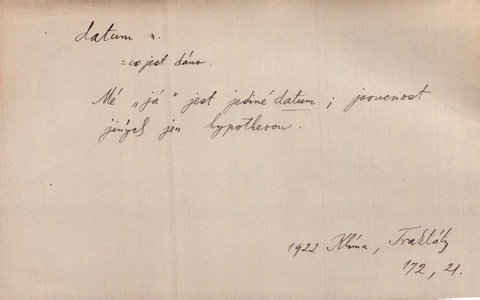 datum n.
= co jest dáno.
Mé „já“ jest jediné datum ; jsoucnost
jiných jen hypothesou .
1922 Klíma, Traktáty
172, 21.